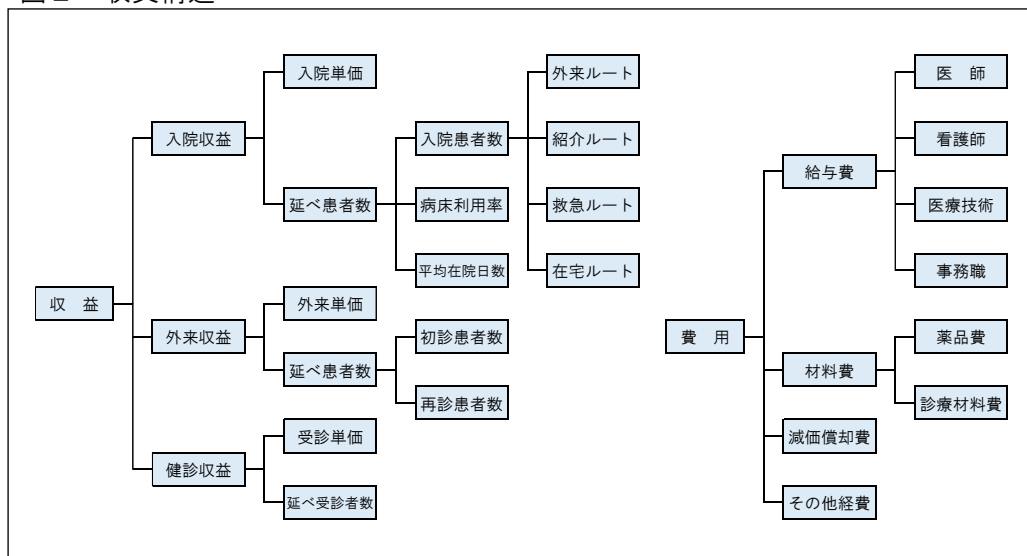 入院単価
外来ルート
医　師
入院収益
入院患者数
紹介ルート
看護師
給与費
延べ患者数
病床利用率
救急ルート
医療技術
平均在院日数
在宅ルート
事務職
収　益
外来単価
外来収益
初診患者数
費　用
薬品費
延べ患者数
材料費
再診患者数
診療材料費
受診単価
減価償却費
健診収益
延べ受診者数
その他経費